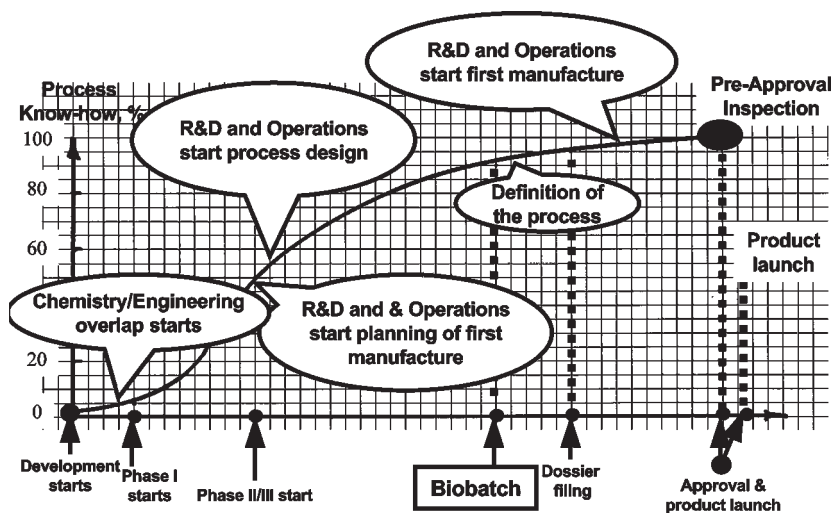 R&D and Operations
start first manufacture
Process
Know-how, %
Pre-Approval
Inspection
R&D and Operations
start process design
100
80
60
20
0
Definition of
the process
Product
launch
Chemistry/Engineering
overlap starts
R&D and & Operations
start planning of first
manufacture
Development
starts
Phase I
starts
Phase II/III start
Biobatch
Dossier
filing
Approval &
product launch